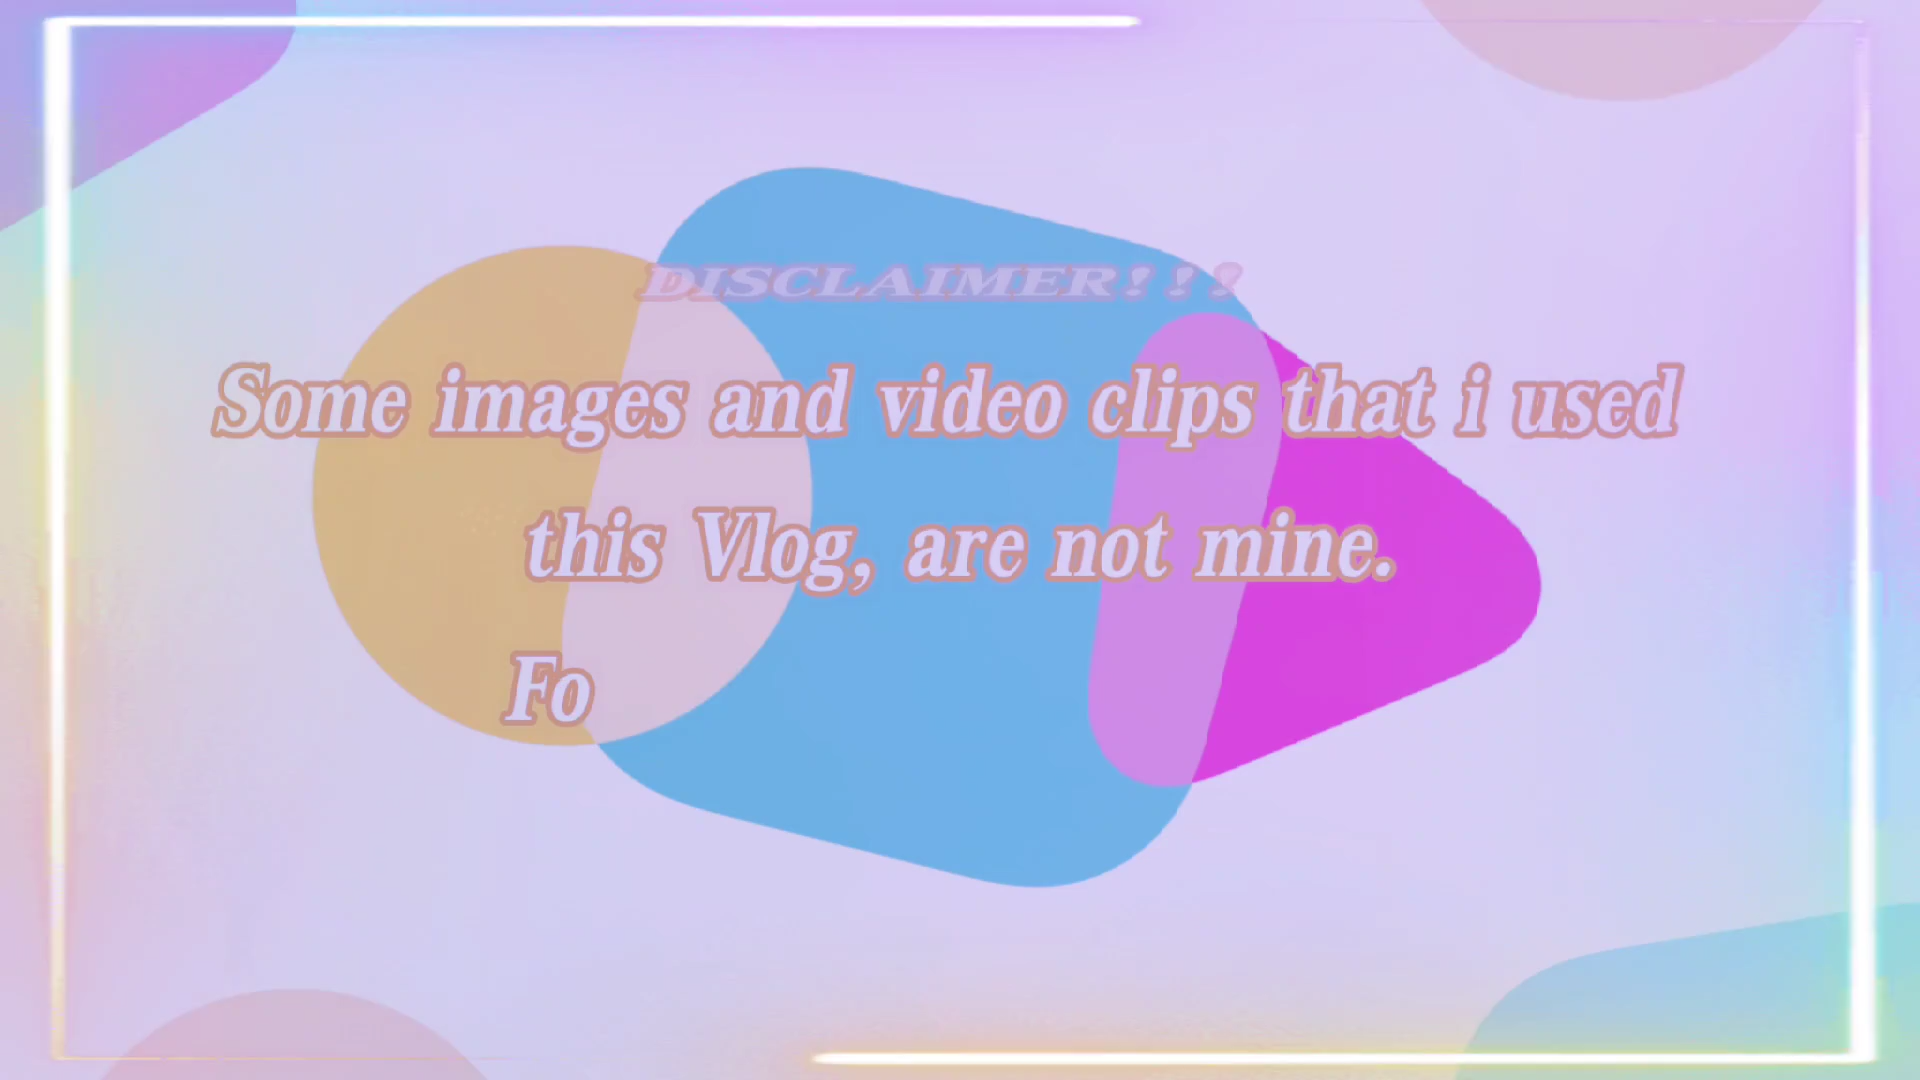 DISCLAIMER!!!
Some images and video clips that i used
this Vlog, are not mine.
Fo